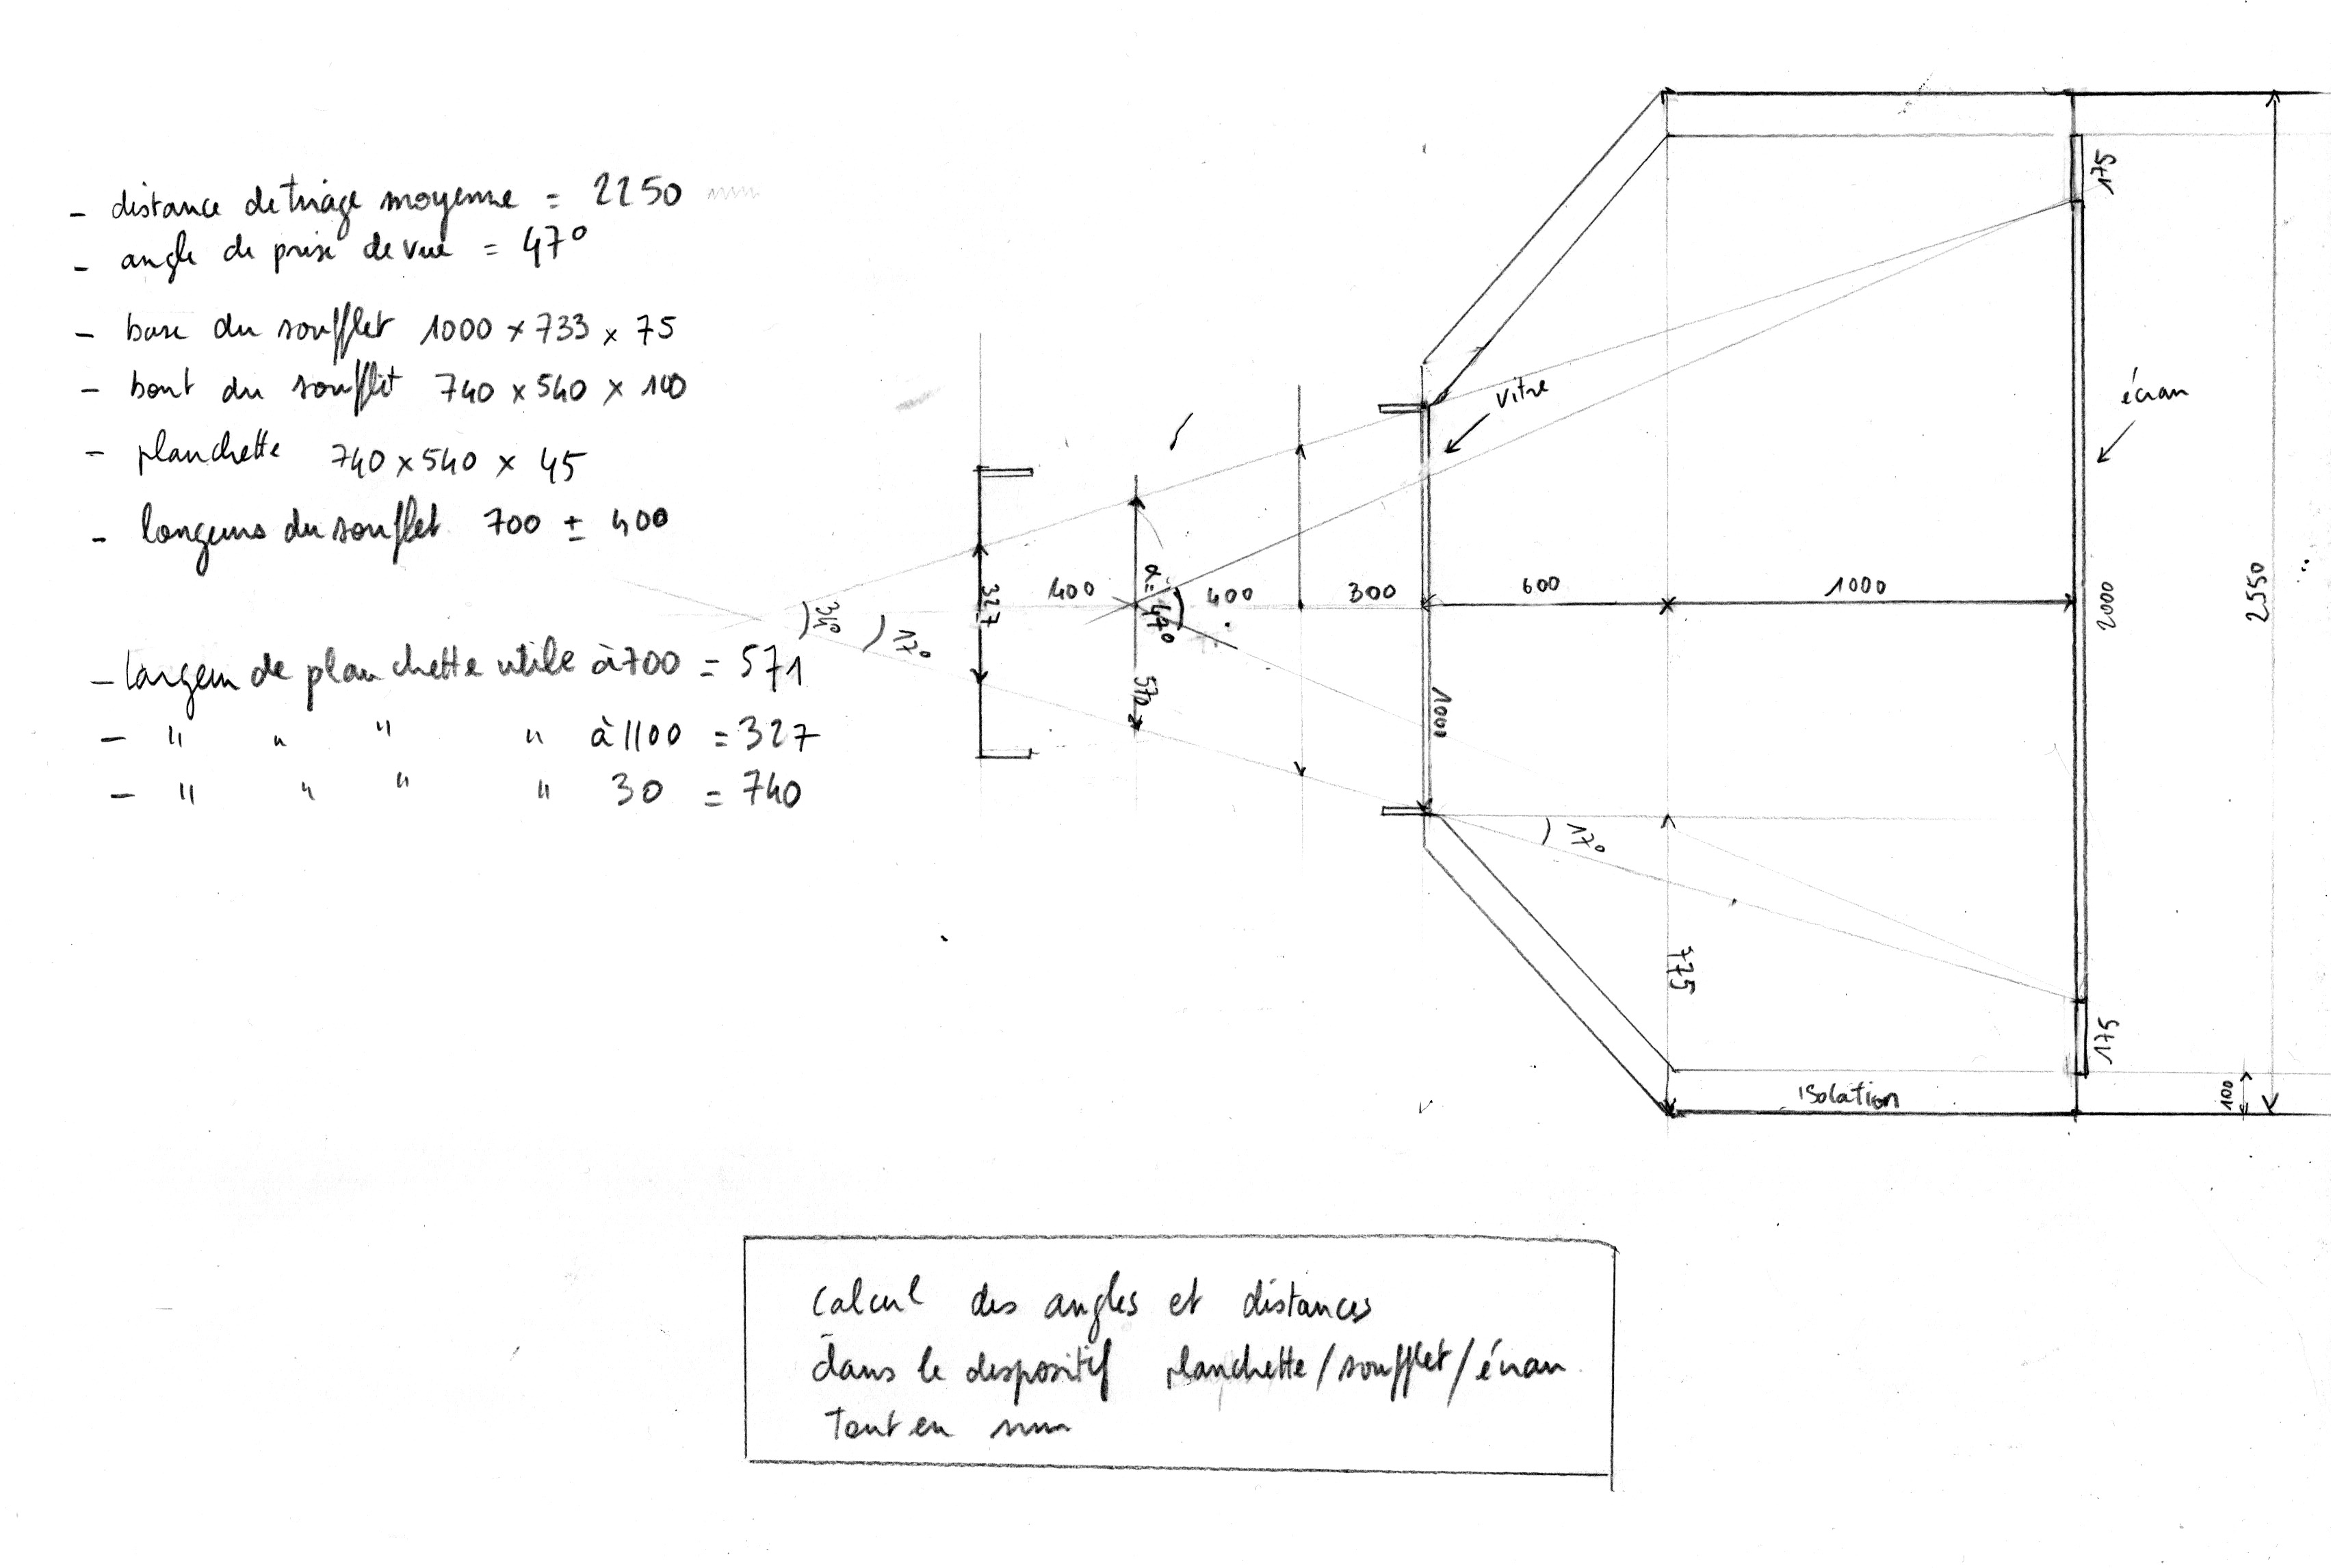 - distance de tirage moyenne = 2250 mm
- angle de prise de vue = 47°
- base du soufflet 1000 x 733 x 75
- bout du soufflet 740 x 540 x 100
- planchette 740 x 540 x 45
- longueurs du soufflet 700 ± 400
- largeur de planchette utile à 700 = 571
- " " " " à 1100 = 327
- " " " " 30 = 740
34°
17°
327
400
α = 47°
570
400
300
vitre
1000
600
1000
17°
775
isolation
175
écran
2000
2550
175
100
Calcul des angles et distances
dans le dispositif planchette/soufflet/écran
Tout en mm